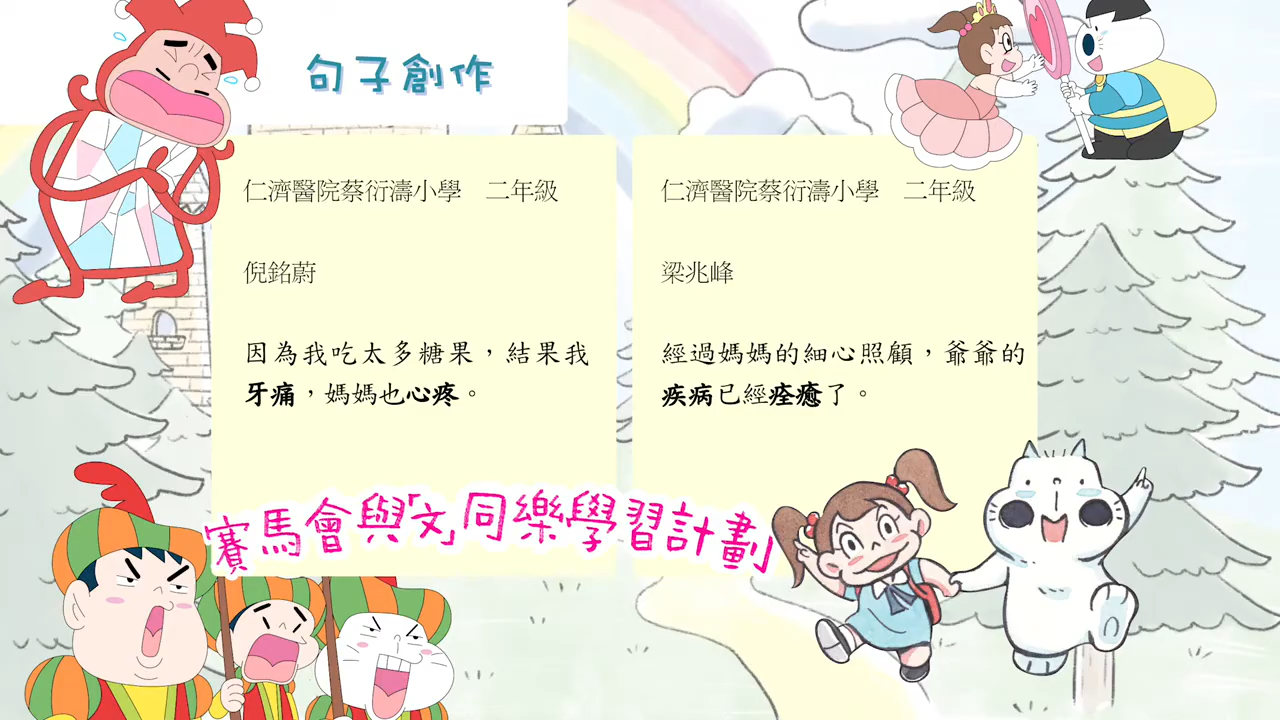 句子創作
仁濟醫院蔡衍濤小學　二年級
倪銘蔚
因為我吃太多糖果，結果我
牙痛，媽媽也心疼。
仁濟醫院蔡衍濤小學　二年級
梁兆峰
經過媽媽的細心照顧，爺爺的
疾病已經痊癒了。
賽馬會與「文」同樂學習計劃